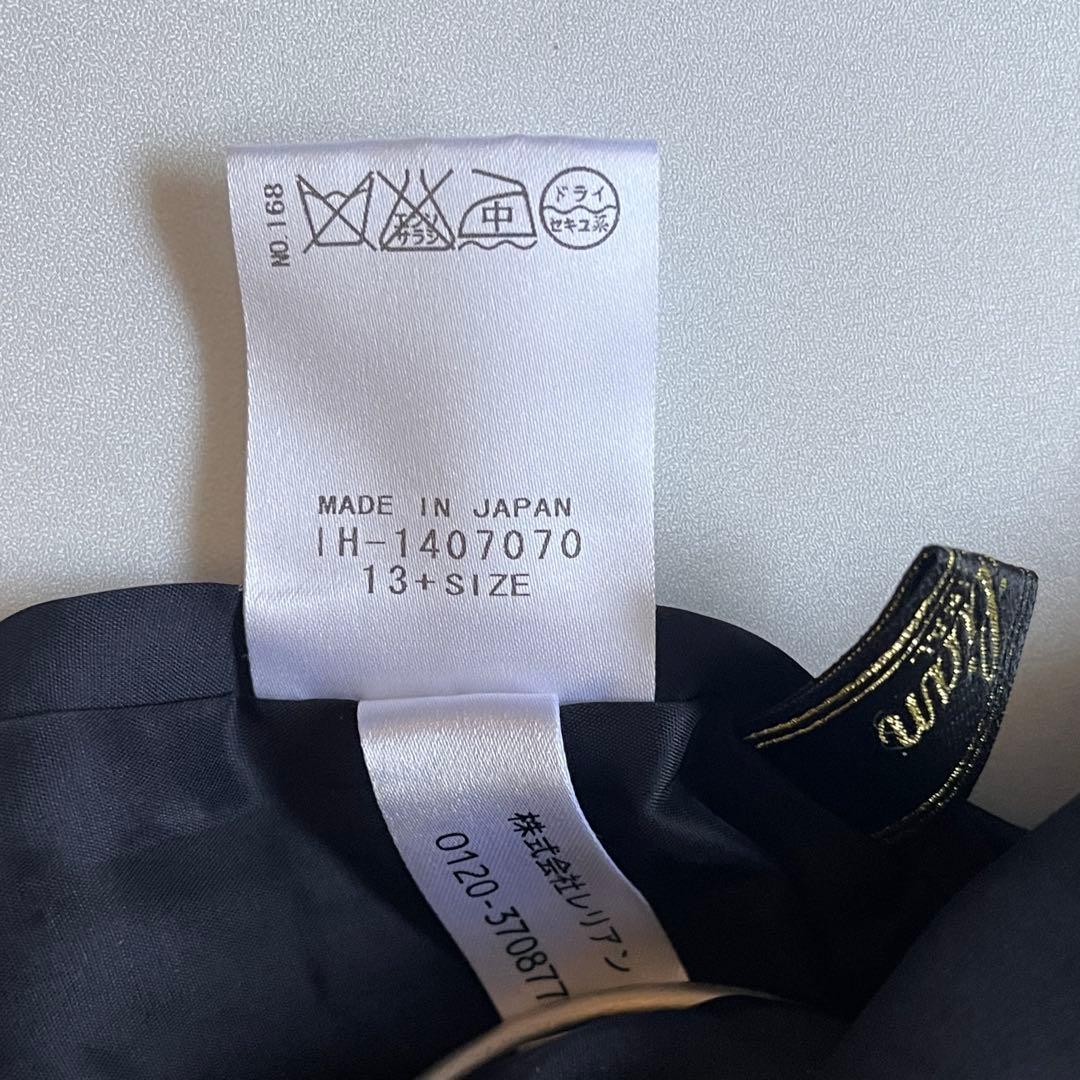 NO.168
エンソ
サラシ
中
ドライ
セキユ系
MADE IN JAPAN
IH-1407070
13+SIZE
株式会社レリアン
0120-370877